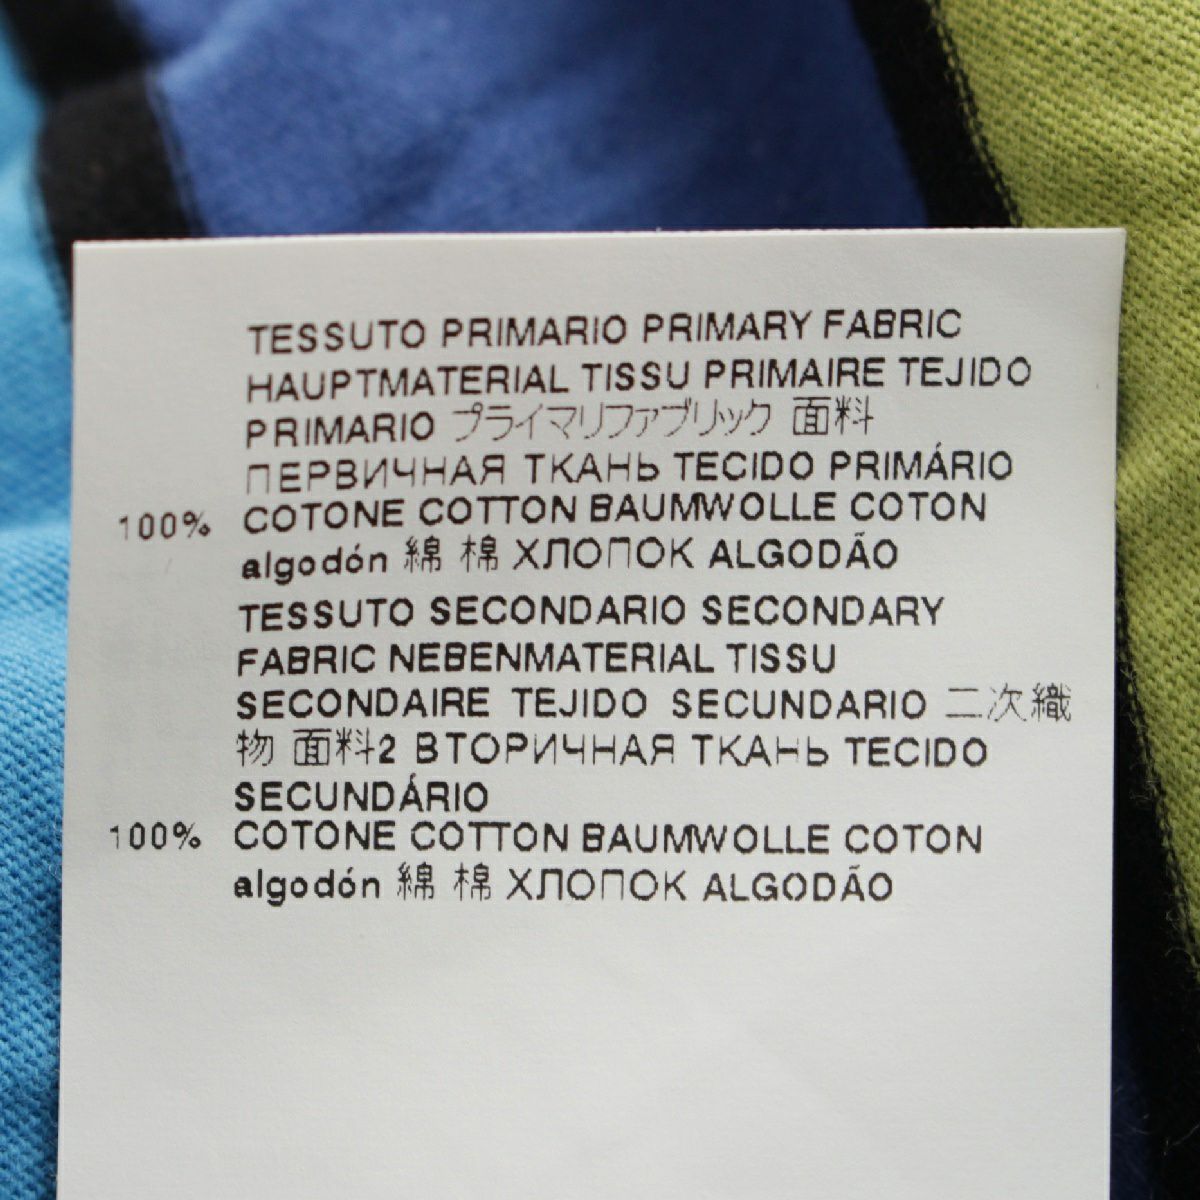 TESSUTO PRIMARIO PRIMARY FABRIC
HAUPTMATERIAL TISSU PRIMAIRE TEJIDO
PRIMARIO プライマリファブリック 面料
ПЕРВИЧНАЯ ТКАНЬ TECIDO PRIMÁRIO
100% COTONE COTTON BAUMWOLLE COTON
algodón 綿 棉 ХЛОПОК ALGODÃO
TESSUTO SECONDARIO SECONDARY
FABRIC NEBENMATERIAL TISSU
SECONDAIRE TEJIDO SECUNDARIO 二次織
物 面料2 ВТОРИЧНАЯ ТКАНЬ TECIDO
SECUNDÁRIO
100% COTONE COTTON BAUMWOLLE COTON
algodón 綿 棉 ХЛОПОК ALGODÃO